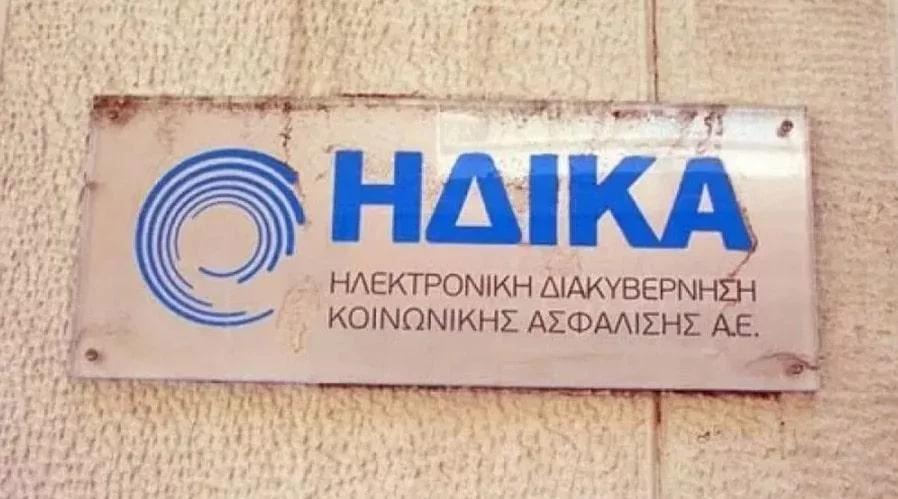 ΗΔΙΚΑ
ΗΛΕΚΤΡΟΝΙΚΗ ΔΙΑΚΥΒΕΡΝΗΣΗ
ΚΟΙΝΩΝΙΚΗΣ ΑΣΦΑΛΙΣΗΣ Α.Ε.